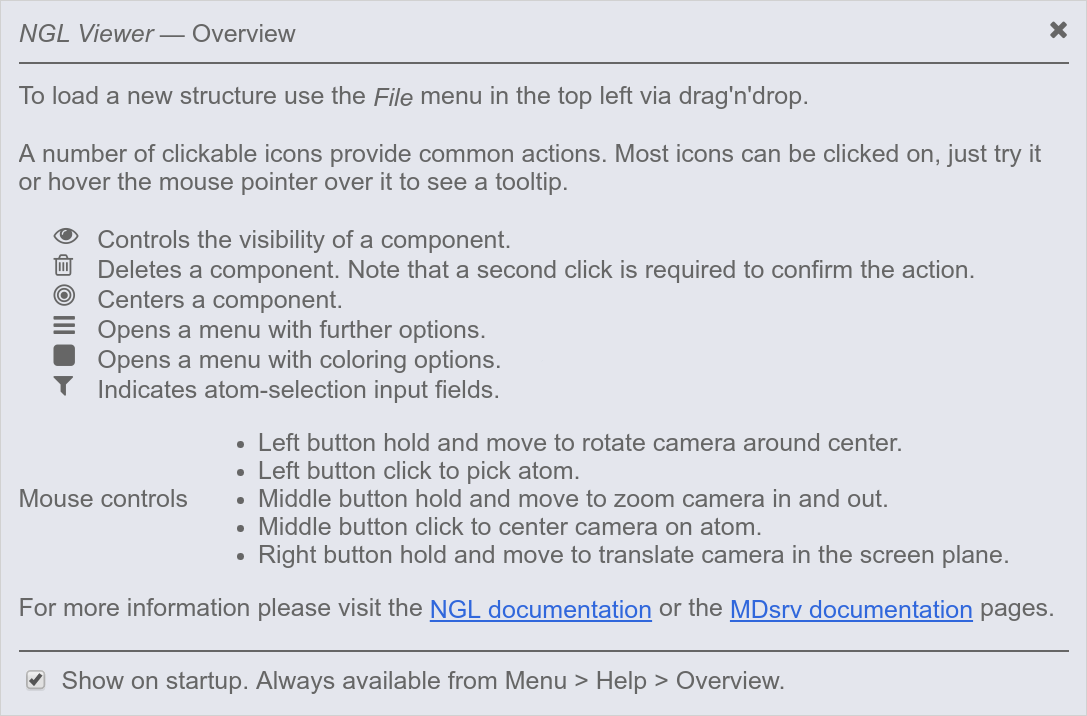 NGL Viewer — Overview
To load a new structure use the File menu in the top left via drag'n'drop.
A number of clickable icons provide common actions. Most icons can be clicked on, just try it
or hover the mouse pointer over it to see a tooltip.
Controls the visibility of a component.
Deletes a component. Note that a second click is required to confirm the action.
Centers a component.
Opens a menu with further options.
Opens a menu with coloring options.
Indicates atom-selection input fields.
Mouse controls
• Left button hold and move to rotate camera around center.
• Left button click to pick atom.
• Middle button hold and move to zoom camera in and out.
• Middle button click to center camera on atom.
• Right button hold and move to translate camera in the screen plane.
For more information please visit the NGL documentation or the MDsrv documentation pages.
Show on startup. Always available from Menu > Help > Overview.